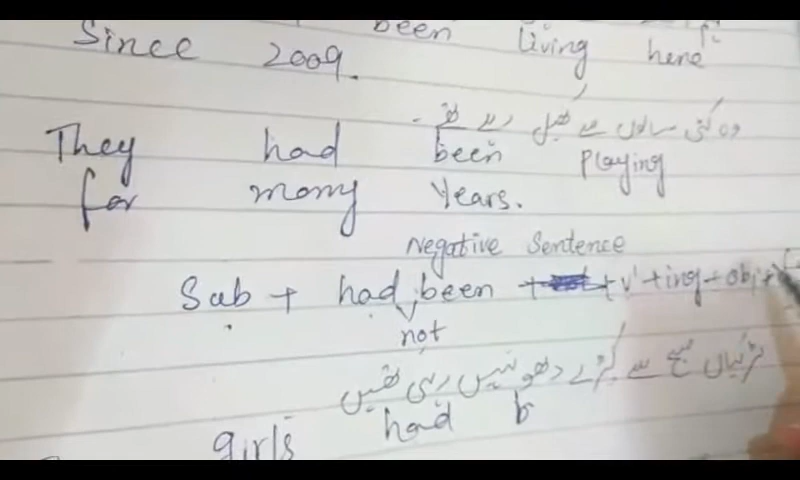 been living here
Since 2009.
وہ کئی سالوں سے کھیل رہے تھے۔
They had been Playing
for many years.
Negative Sentence
Sub + had been + v' + ing + obj +
not
لڑکیاں صبح سے کپڑے دھو نہیں رہی تھیں
girls had b